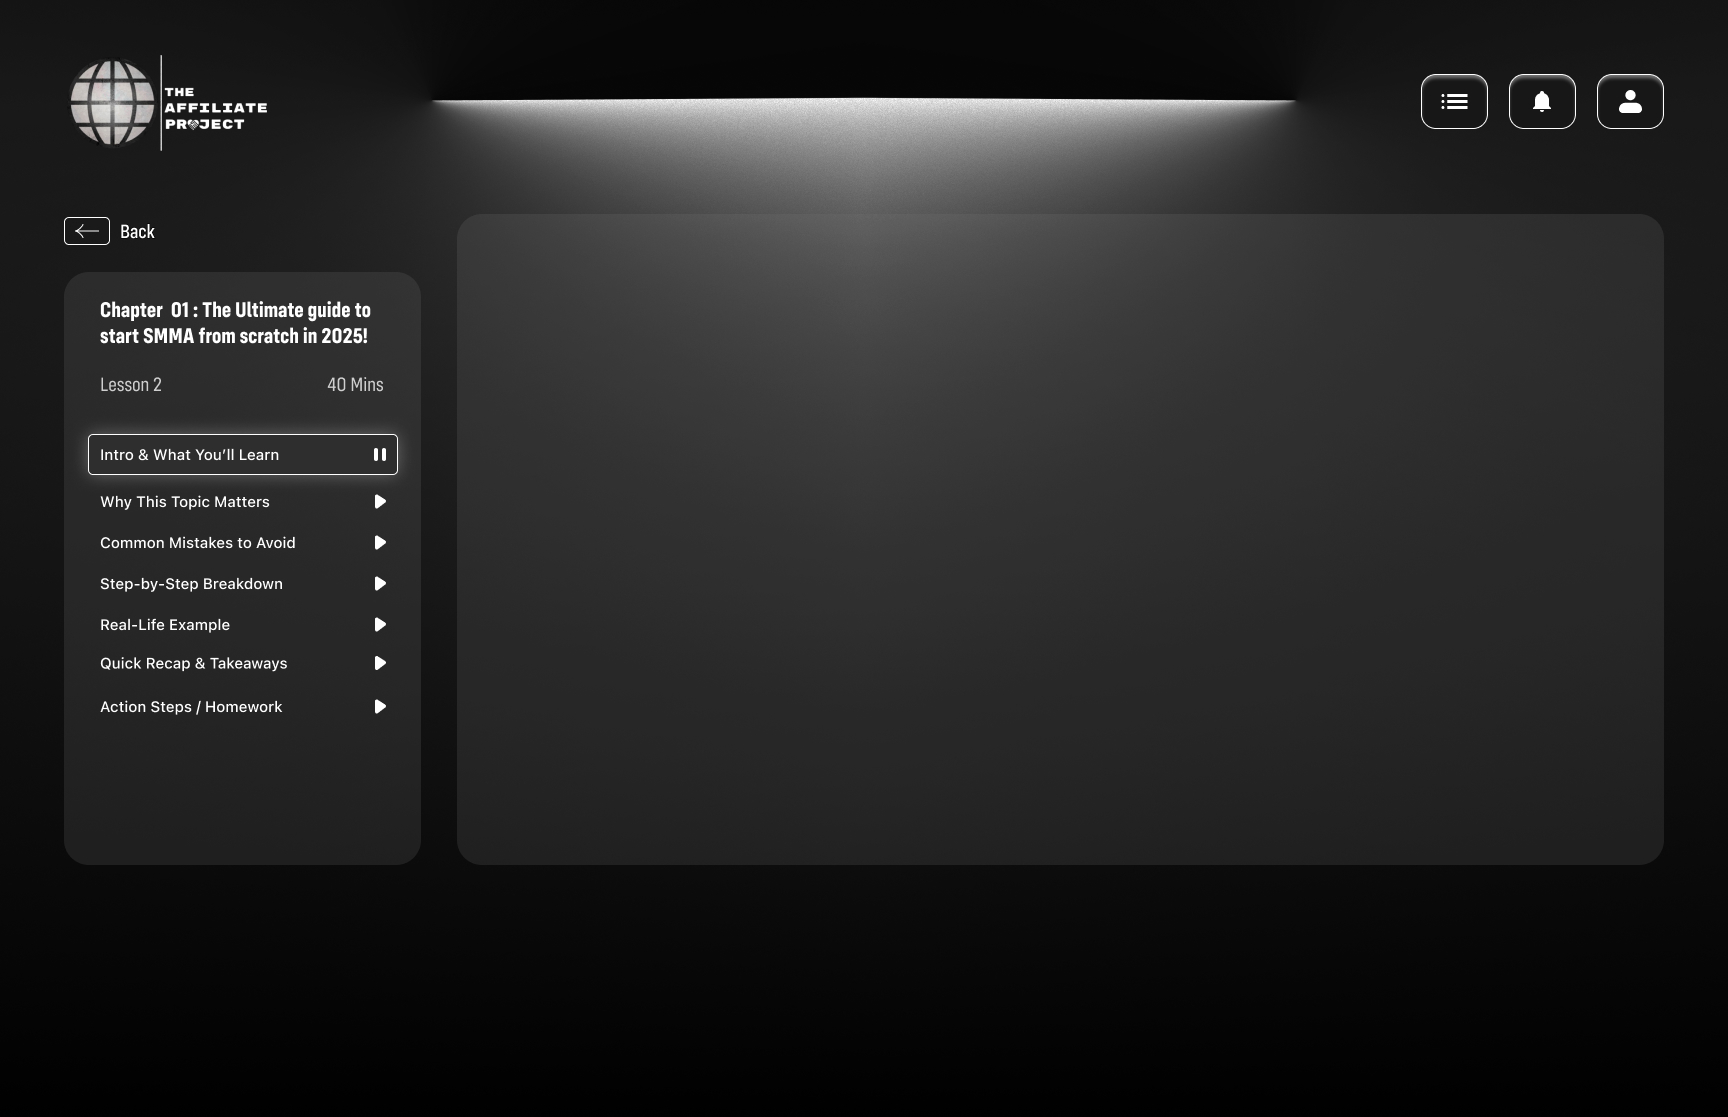 THE
AFFILIATE
PROJECT
Back
Chapter  01 : The Ultimate guide to
start SMMA from scratch in 2025!
Lesson 2 40 Mins
Intro & What You’ll Learn
Why This Topic Matters
Common Mistakes to Avoid
Step-by-Step Breakdown
Real-Life Example
Quick Recap & Takeaways
Action Steps / Homework